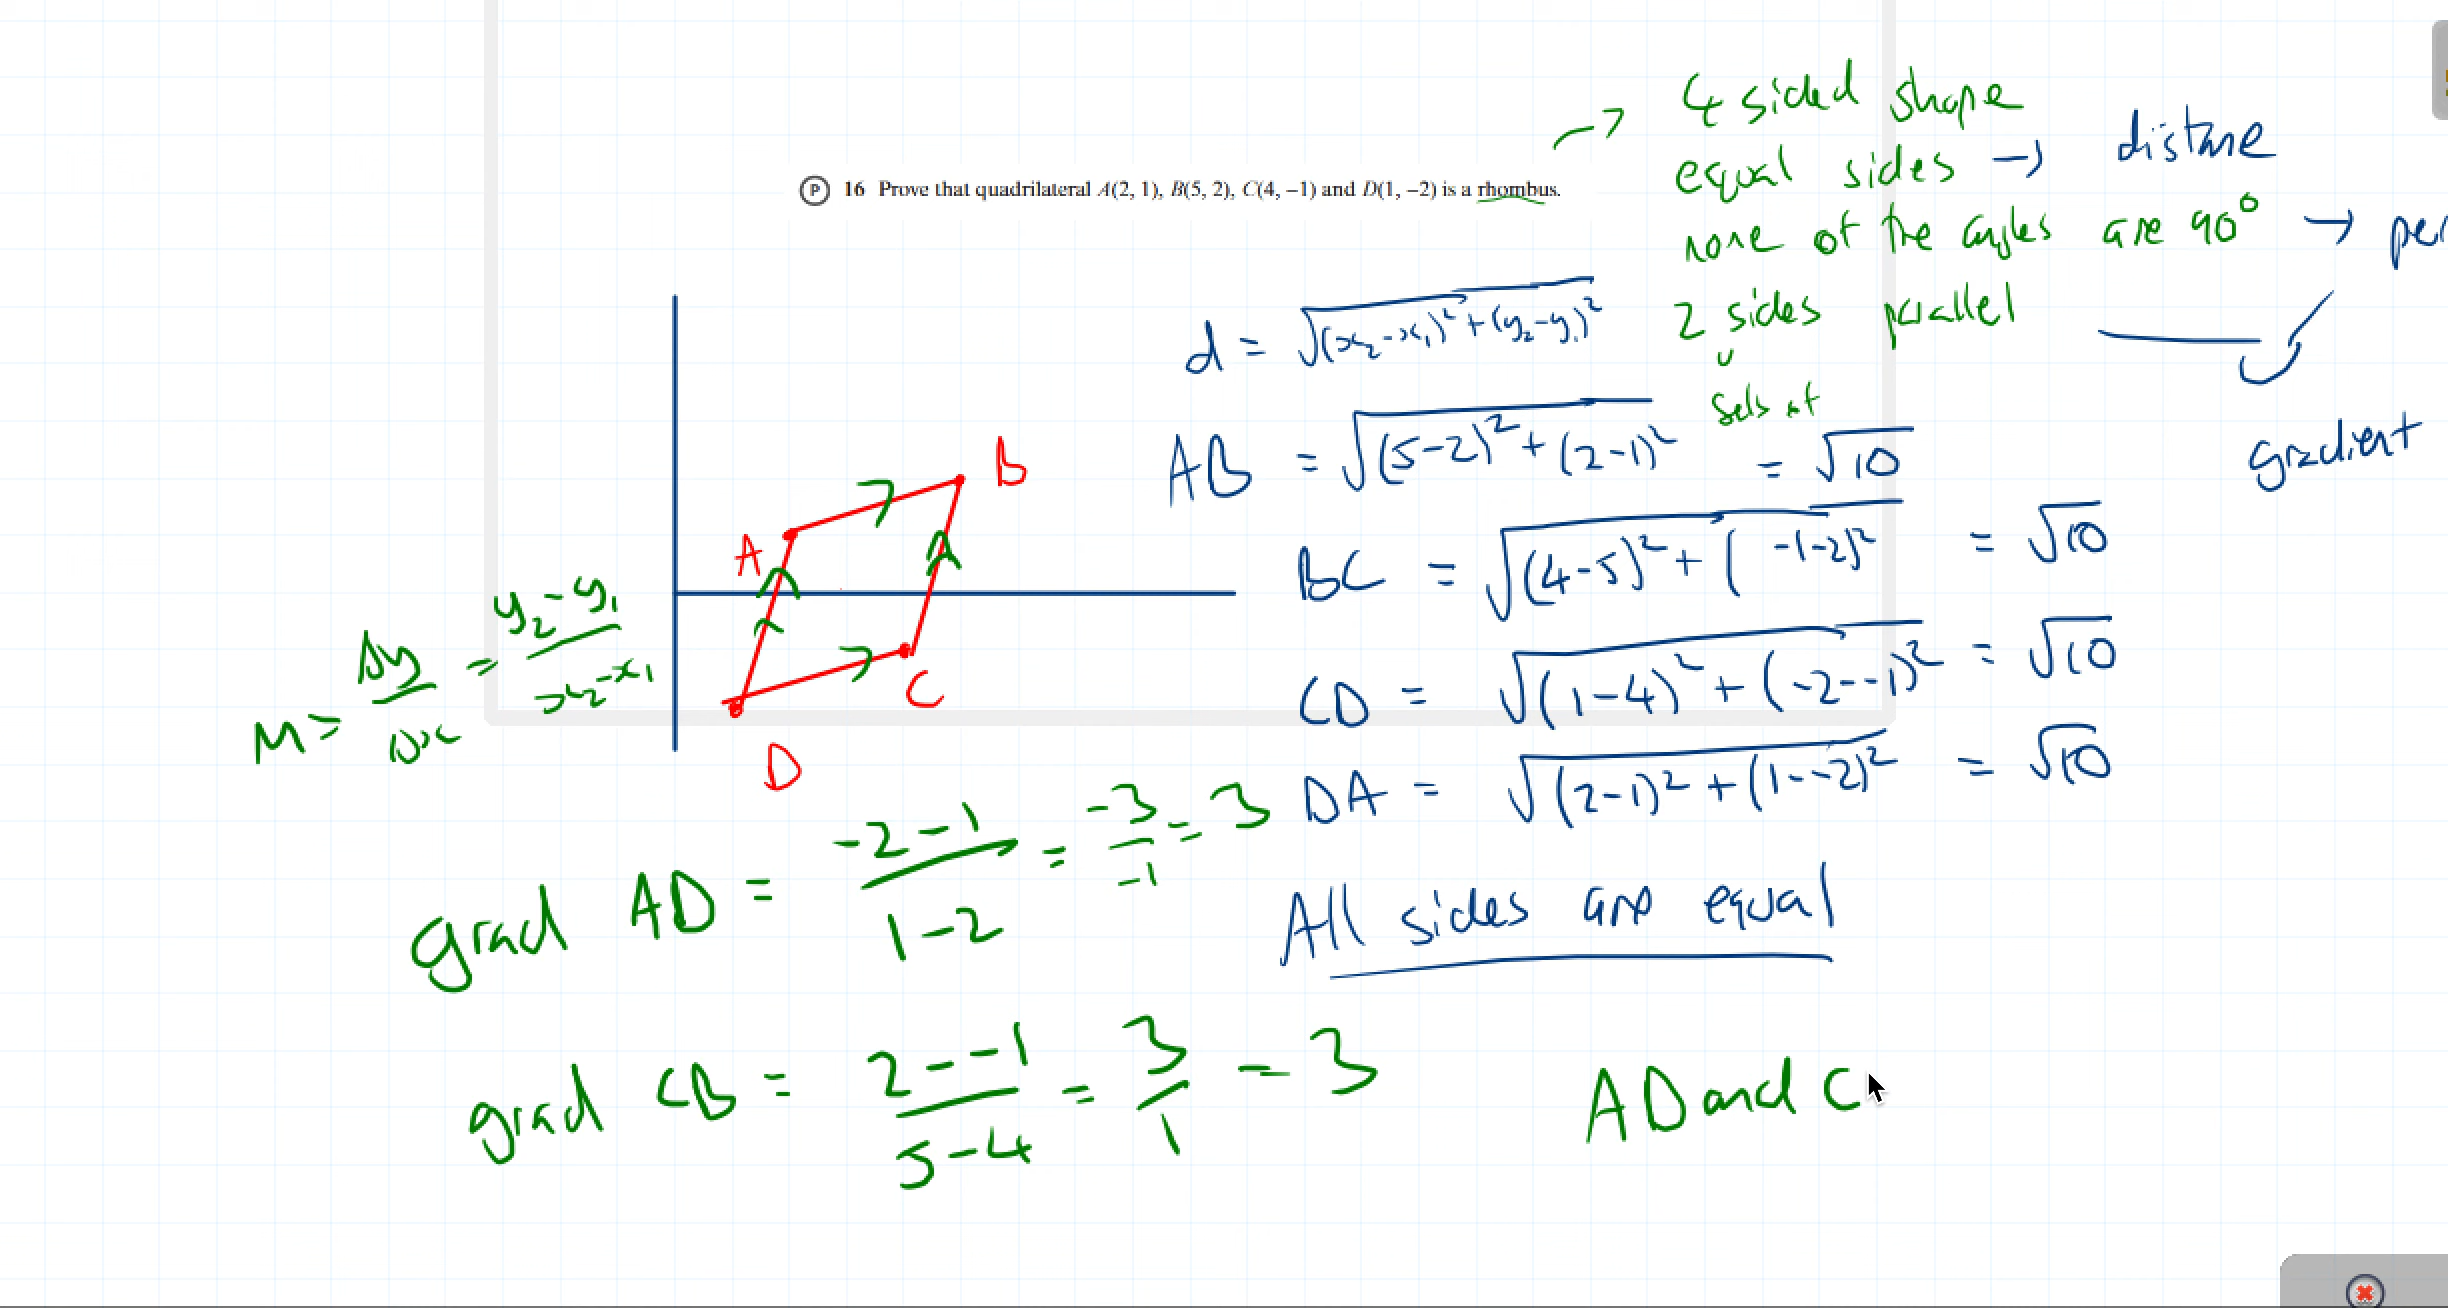 4 sided shape
equal sides → distane
none of the angles are 90° → per
2 sides parallel
sets of
gradient
Ⓟ 16 Prove that quadrilateral A(2, 1), B(5, 2), C(4, −1) and D(1, −2) is a rhombus.
d = √(x₂-x₁)²+(y₂-y₁)²
AB = √(5-2)²+(2-1)² = √10
BC = √(4-5)²+(-1-2)² = √10
CD = √(1-4)²+(-2--1)² = √10
DA = √(2-1)²+(1--2)² = √10
All sides are equal
A
B
C
D
M = Δy/Δx = y₂-y₁/x₂-x₁
grad AD = -2-1/1-2 = -3/-1 = 3
grad CB = 2--1/5-4 = 3/1 = 3
AD and C